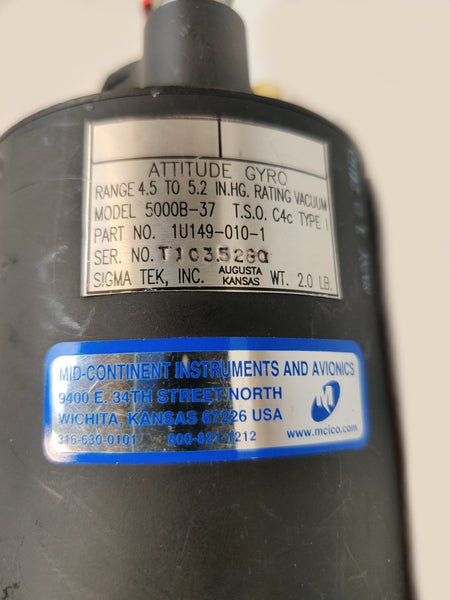 ATTITUDE GYRO
RANGE 4.5 TO 5.2 IN.HG. RATING VACUUM
MODEL 5000B-37 T.S.O. C4c TYPE I
PART NO. 1U149-010-1
SER. NO. T103528Q
SIGMA TEK, INC. AUGUSTA KANSAS WT. 2.0 LB.
MID-CONTINENT INSTRUMENTS AND AVIONICS
9400 E. 34TH STREET NORTH
WICHITA, KANSAS 67226 USA
316-630-0101 800-821-1212
M
www.mcico.com